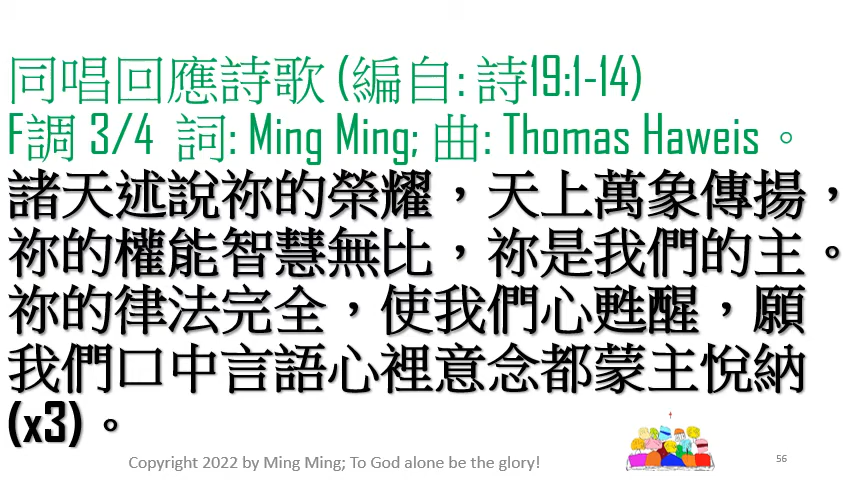 同唱回應詩歌 (編自: 詩19:1-14)
F調 3/4 詞: Ming Ming; 曲: Thomas Haweis。
諸天述說祢的榮耀，天上萬象傳揚，
祢的權能智慧無比，祢是我們的主。
祢的律法完全，使我們心甦醒，願
我們口中言語心裡意念都蒙主悅納
(x3)。
Copyright 2022 by Ming Ming; To God alone be the glory!
56